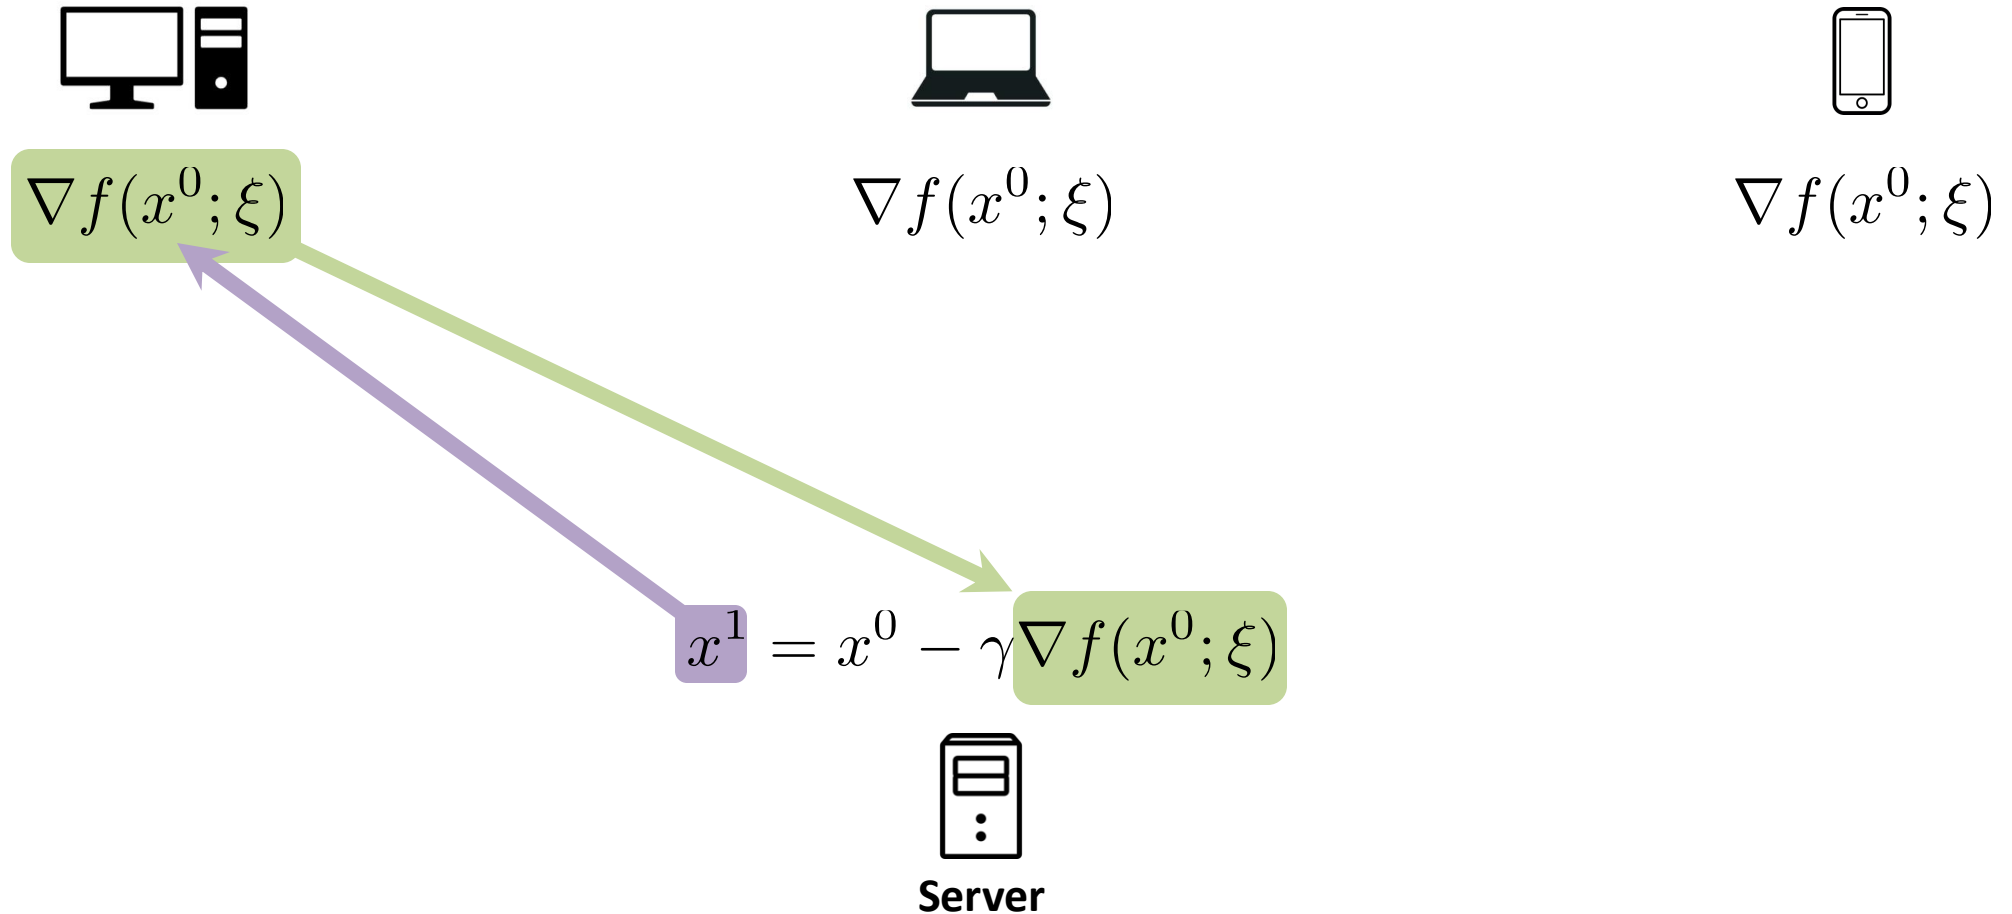 ∇f(x⁰; ξ) ∇f(x⁰; ξ) ∇f(x⁰; ξ)
x¹ = x⁰ − γ∇f(x⁰; ξ)
Server